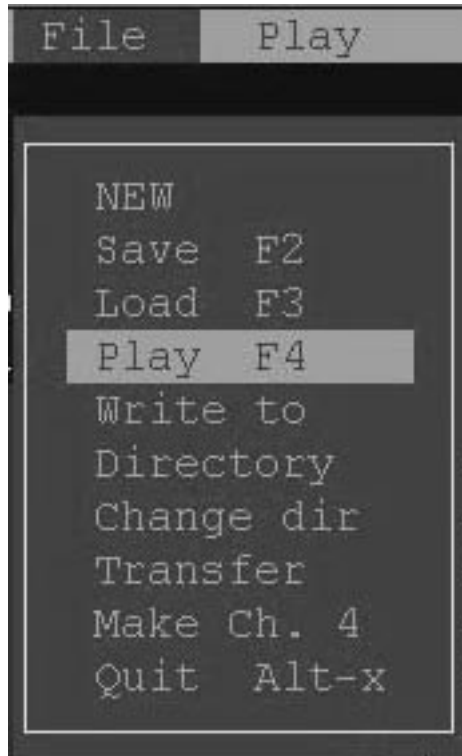 File Play
NEW
Save F2
Load F3
Play F4
Write to
Directory
Change dir
Transfer
Make Ch. 4
Quit Alt-x